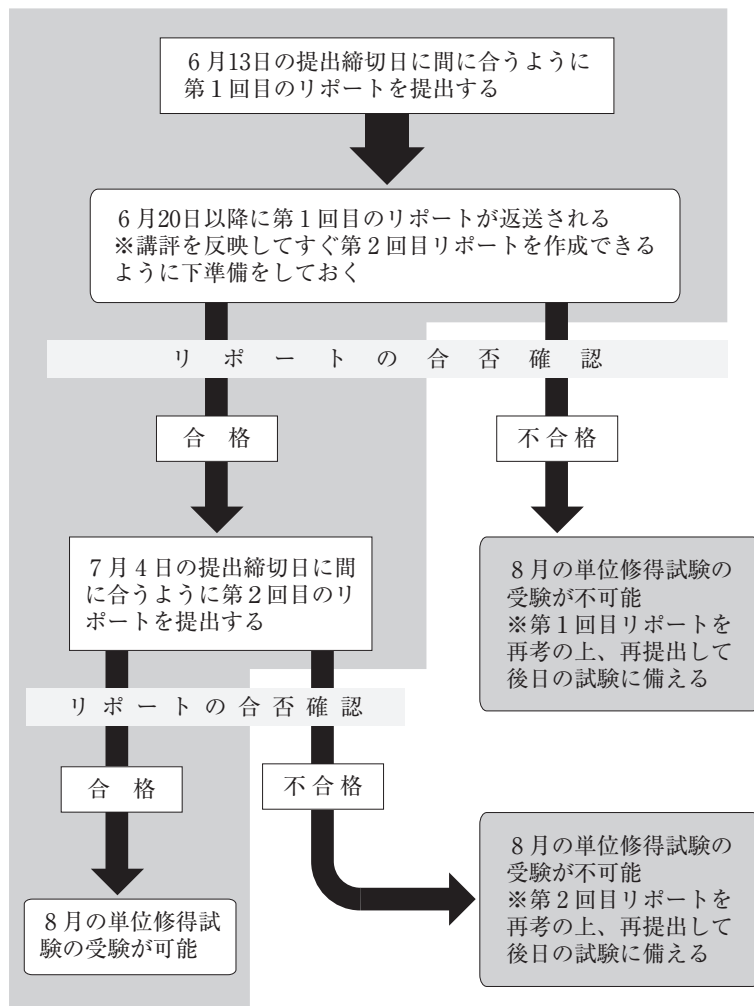 6月13日の提出締切日に間に合うように
第1回目のリポートを提出する
6月20日以降に第1回目のリポートが返送される
※講評を反映してすぐ第2回目リポートを作成できる
ように下準備をしておく
リポートの合否確認
合格
不合格
7月4日の提出締切日に間
に合うように第2回目のリ
ポートを提出する
8月の単位修得試験の
受験が不可能
※第1回目リポートを
再考の上、再提出して
後日の試験に備える
リポートの合否確認
合格
不合格
8月の単位修得試
験の受験が可能
8月の単位修得試験の
受験が不可能
※第2回目リポートを
再考の上、再提出して
後日の試験に備える